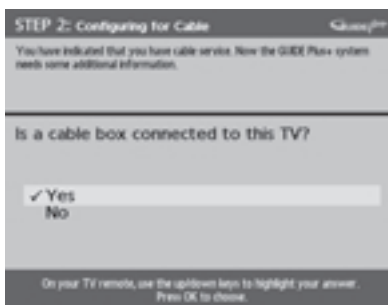 STEP 2: Configuring for Cable
You have indicated that you have cable service. Now the GUIDE Plus+ system
needs some additional information.
Is a cable box connected to this TV?
✓ Yes
No
On your TV remote, use the up/down keys to highlight your answer.
Press OK to choose.